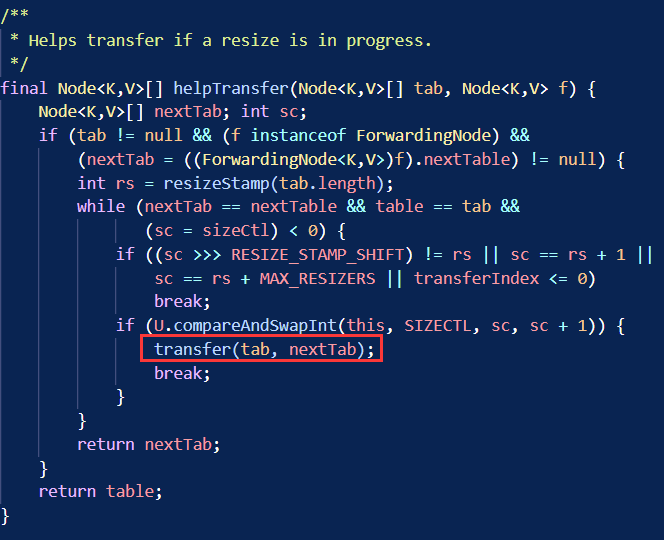 /**
 * Helps transfer if a resize is in progress.
 */
final Node<K,V>[] helpTransfer(Node<K,V>[] tab, Node<K,V> f) {
    Node<K,V>[] nextTab; int sc;
    if (tab != null && (f instanceof ForwardingNode) &&
        (nextTab = ((ForwardingNode<K,V>)f).nextTable) != null) {
        int rs = resizeStamp(tab.length);
        while (nextTab == nextTable && table == tab &&
               (sc = sizeCtl) < 0) {
            if ((sc >>> RESIZE_STAMP_SHIFT) != rs || sc == rs + 1 ||
                sc == rs + MAX_RESIZERS || transferIndex <= 0)
                break;
            if (U.compareAndSwapInt(this, SIZECTL, sc, sc + 1)) {
                transfer(tab, nextTab);
                break;
            }
        }
        return nextTab;
    }
    return table;
}